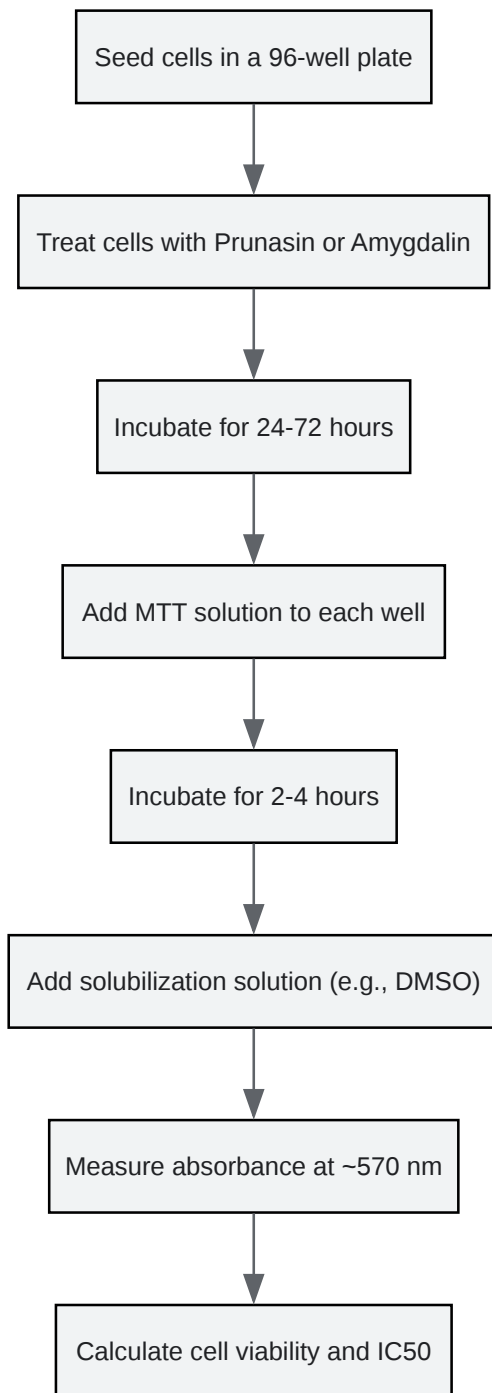 Seed cells in a 96-well plate
Treat cells with Prunasin or Amygdalin
Incubate for 24-72 hours
Add MTT solution to each well
Incubate for 2-4 hours
Add solubilization solution (e.g., DMSO)
Measure absorbance at ~570 nm
Calculate cell viability and IC50